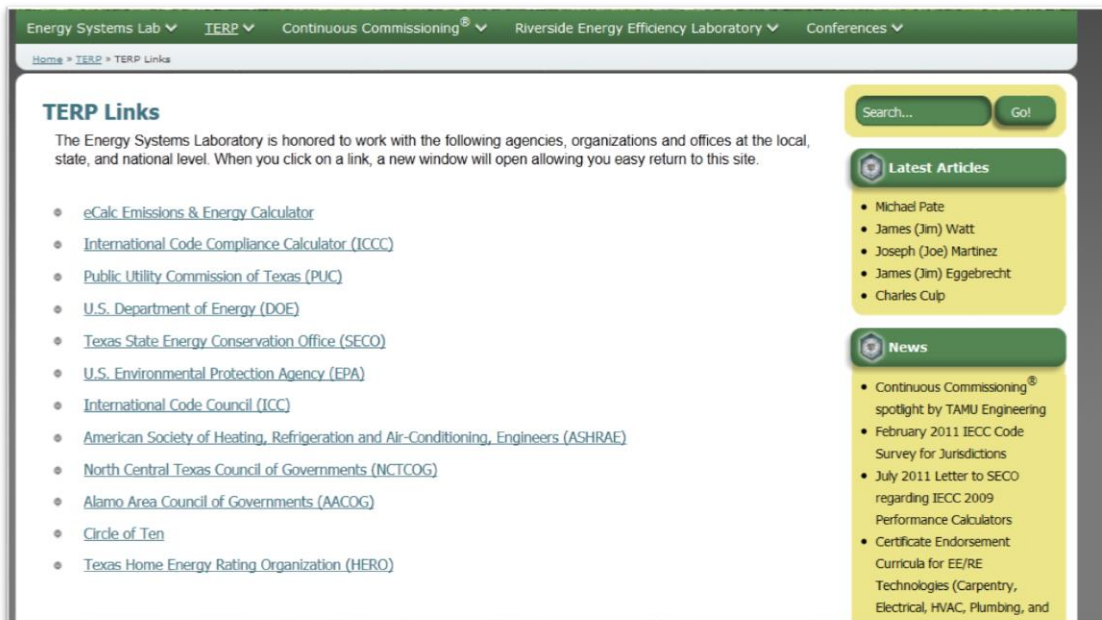 Energy Systems Lab TERP Continuous Commissioning® Riverside Energy Efficiency Laboratory Conferences
Home » TERP » TERP Links
TERP Links
The Energy Systems Laboratory is honored to work with the following agencies, organizations and offices at the local,
state, and national level. When you click on a link, a new window will open allowing you easy return to this site.
eCalc Emissions & Energy Calculator
International Code Compliance Calculator (ICCC)
Public Utility Commission of Texas (PUC)
U.S. Department of Energy (DOE)
Texas State Energy Conservation Office (SECO)
U.S. Environmental Protection Agency (EPA)
International Code Council (ICC)
American Society of Heating, Refrigeration and Air-Conditioning, Engineers (ASHRAE)
North Central Texas Council of Governments (NCTCOG)
Alamo Area Council of Governments (AACOG)
Circle of Ten
Texas Home Energy Rating Organization (HERO)
Search... Go!
Latest Articles
Michael Pate
James (Jim) Watt
Joseph (Joe) Martinez
James (Jim) Eggebrecht
Charles Culp
News
Continuous Commissioning®
spotlight by TAMU Engineering
February 2011 IECC Code
Survey for Jurisdictions
July 2011 Letter to SECO
regarding IECC 2009
Performance Calculators
Certificate Endorsement
Curricula for EE/RE
Technologies (Carpentry,
Electrical, HVAC, Plumbing, and